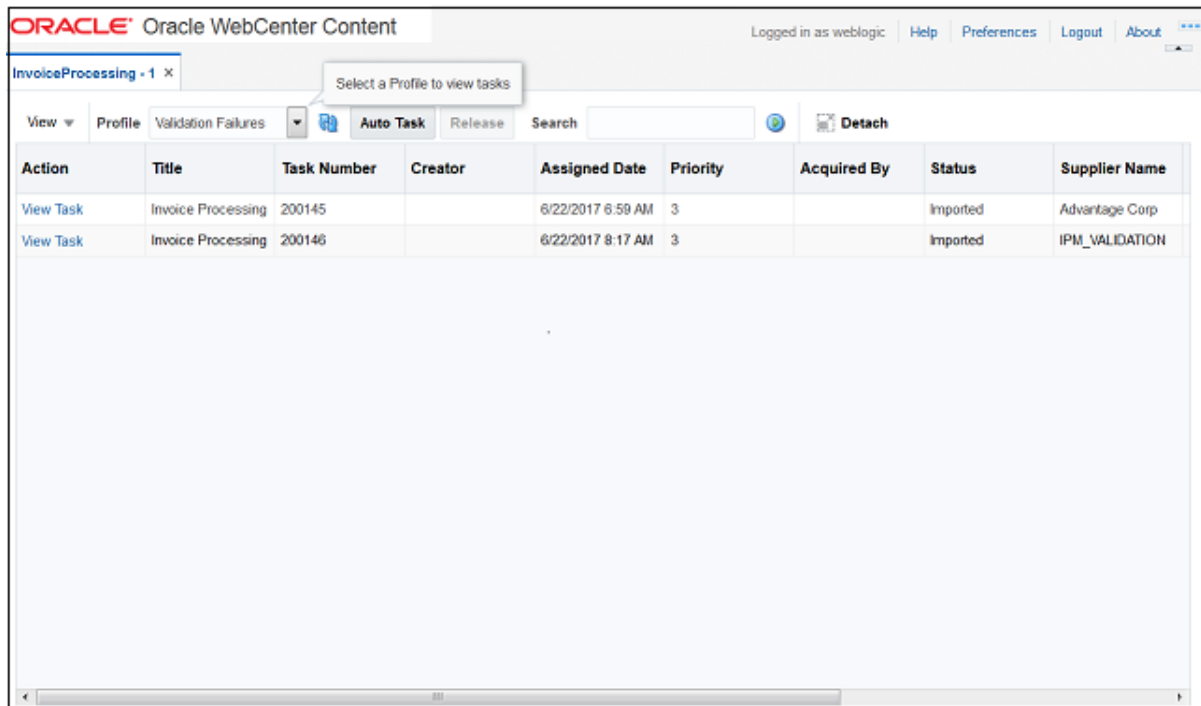 ORACLE Oracle WebCenter Content
Logged in as weblogic Help Preferences Logout About
InvoiceProcessing - 1 ×
Select a Profile to view tasks
View Profile Validation Failures Auto Task Release Search Detach
Action Title Task Number Creator Assigned Date Priority Acquired By Status Supplier Name
View Task Invoice Processing 200145 6/22/2017 6:59 AM 3 Imported Advantage Corp
View Task Invoice Processing 200146 6/22/2017 8:17 AM 3 Imported IPM_VALIDATION